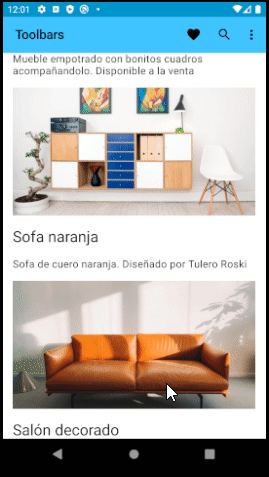 12:01
Toolbars
Mueble empotrado con bonitos cuadros
acompañandolo. Disponible a la venta
Sofa naranja
Sofa de cuero naranja. Diseñado por Tulero Roski
Salón decorado